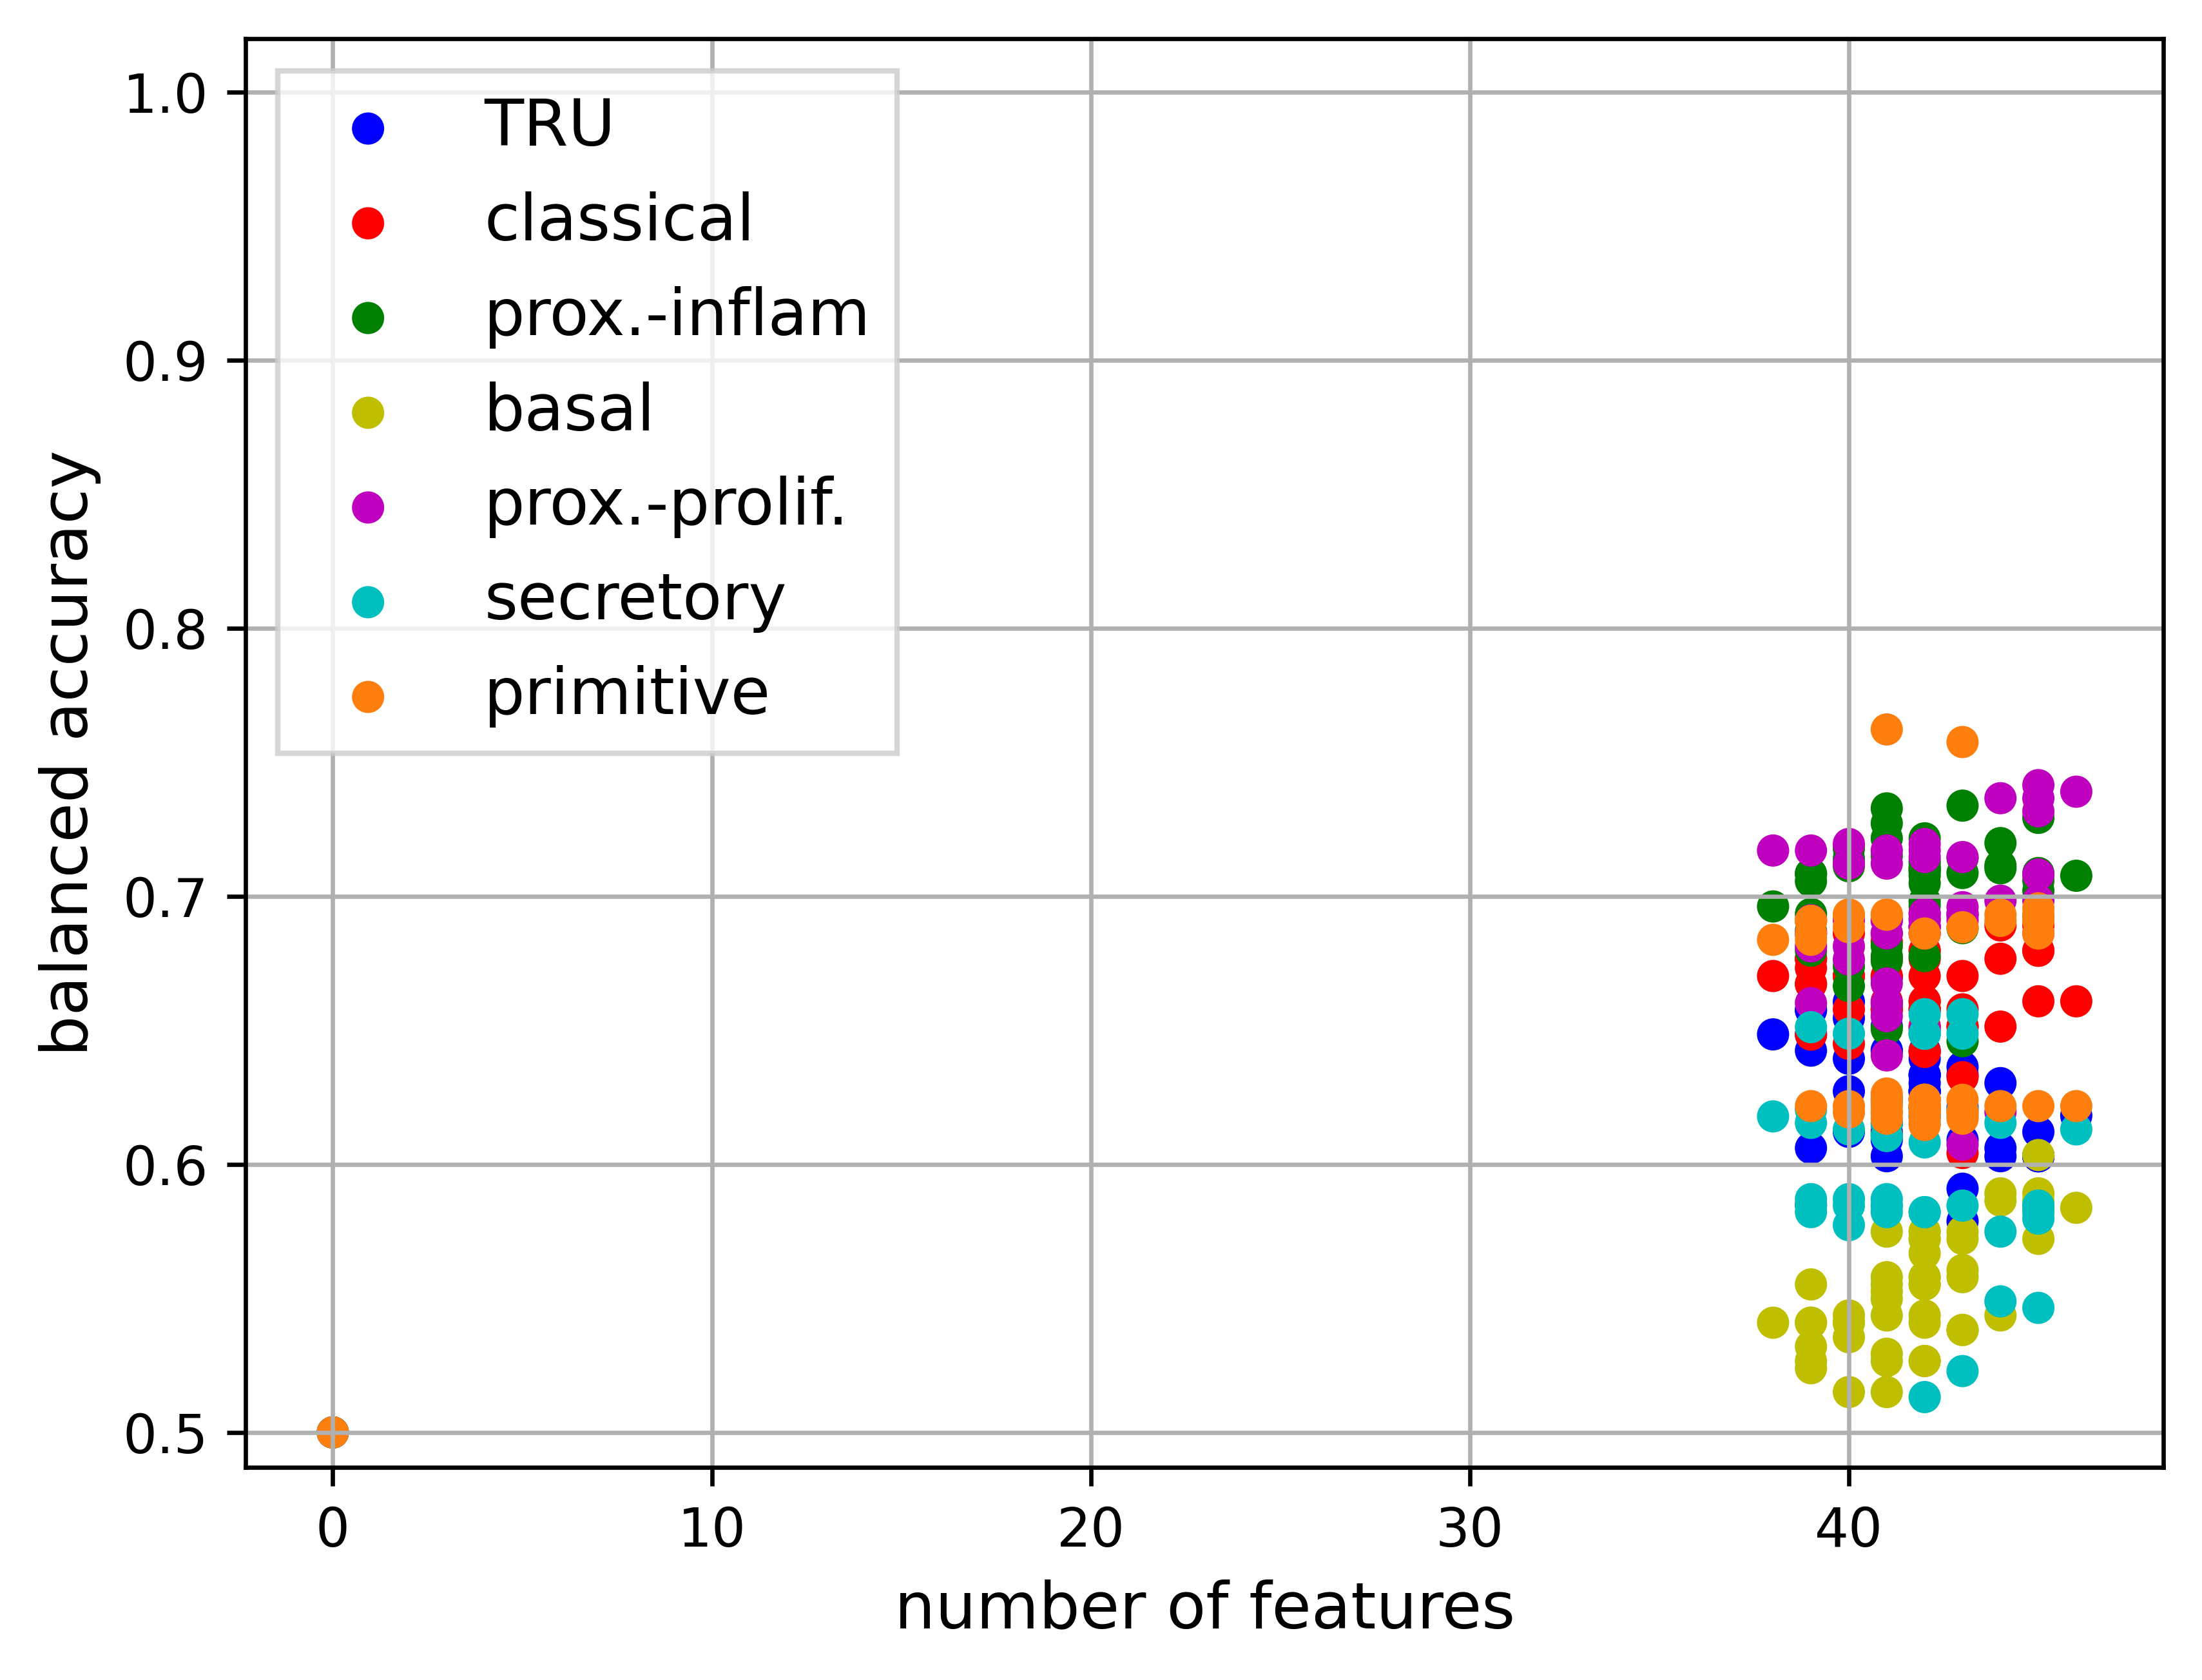 1.0
0.9
0.8
0.7
0.6
0.5
balanced accuracy
TRU
classical
prox.-inflam
basal
prox.-prolif.
secretory
primitive
0 10 20 30 40
number of features